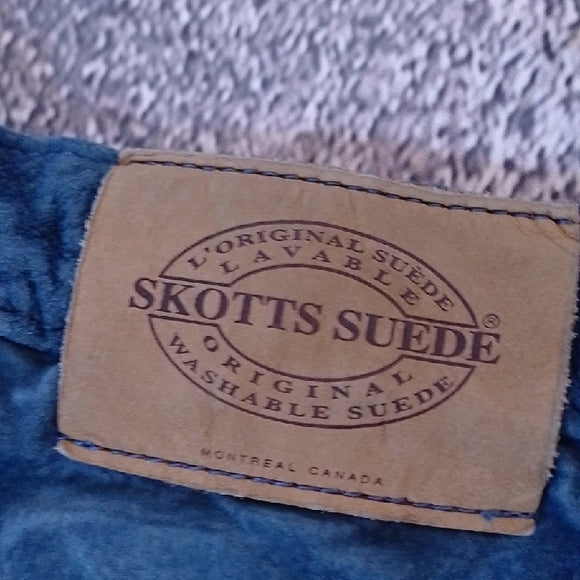 L'ORIGINAL SUÈDE
LAVABLE
SKOTTS SUEDE®
ORIGINAL
WASHABLE SUEDE
MONTREAL CANADA